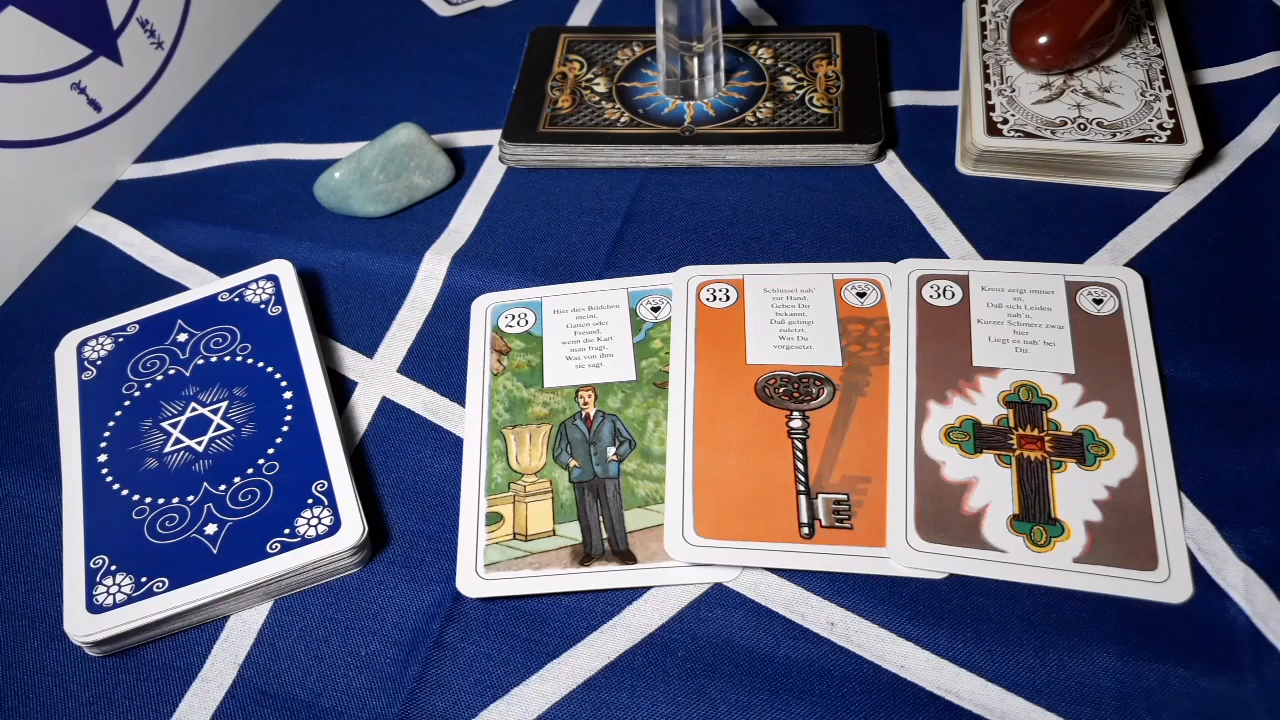 28
Hier dies Bildchen
meint,
Gatten oder
Freund,
wenn die Kart'
man fragt,
Was von ihm
sie sagt.
ASS
33
Schlüssel nah'
zur Hand,
Geben Dir
bekannt,
Daß gelingt
zuletzt,
Was Du
vorgesetzt.
ASS
36
Kreuz zeigt immer
an,
Daß sich Leiden
nah'n,
Kurzer Schmerz zwar
hier
Liegt es nah' bei
Dir.
ASS